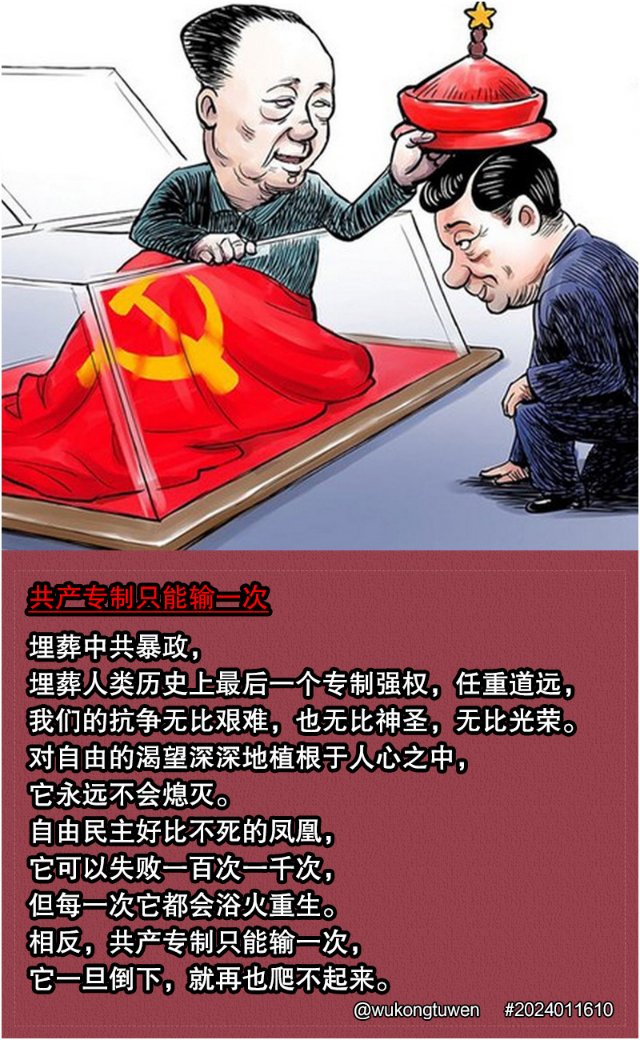 共产专制只能输一次
埋葬中共暴政，
埋葬人类历史上最后一个专制强权，任重道远，
我们的抗争无比艰难，也无比神圣，无比光荣。
对自由的渴望深深地植根于人心之中，
它永远不会熄灭。
自由民主好比不死的凤凰，
它可以失败一百次一千次，
但每一次它都会浴火重生。
相反，共产专制只能输一次，
它一旦倒下，就再也爬不起来。
@wukongtuwen #2024011610